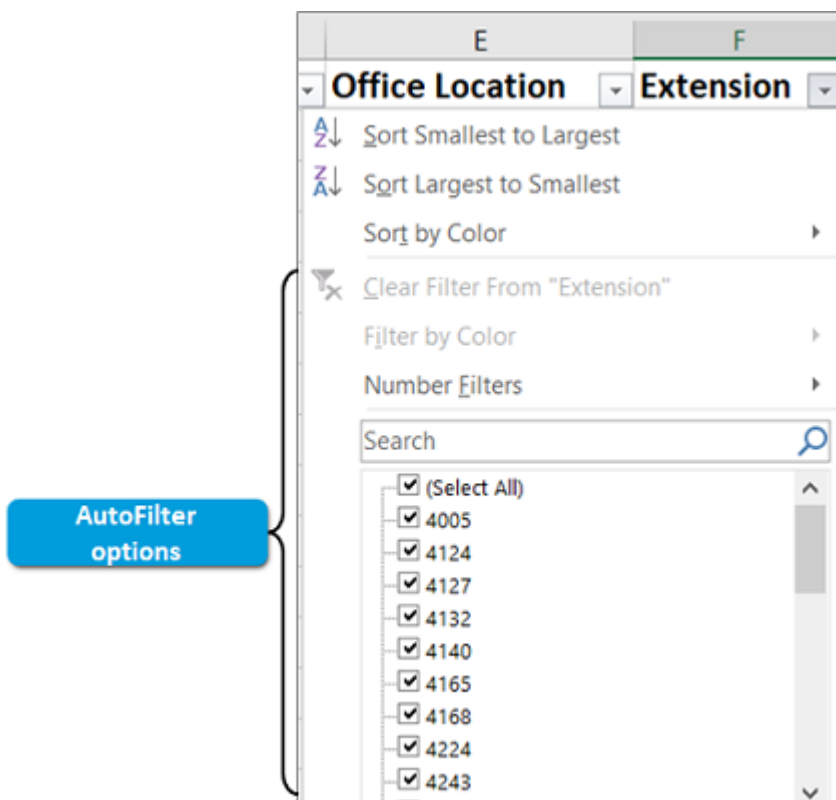 E F
Office Location Extension
Sort Smallest to Largest
Sort Largest to Smallest
Sort by Color
Clear Filter From "Extension"
Filter by Color
Number Filters
Search
(Select All)
4005
4124
4127
4132
4140
4165
4168
4224
4243
AutoFilter
options